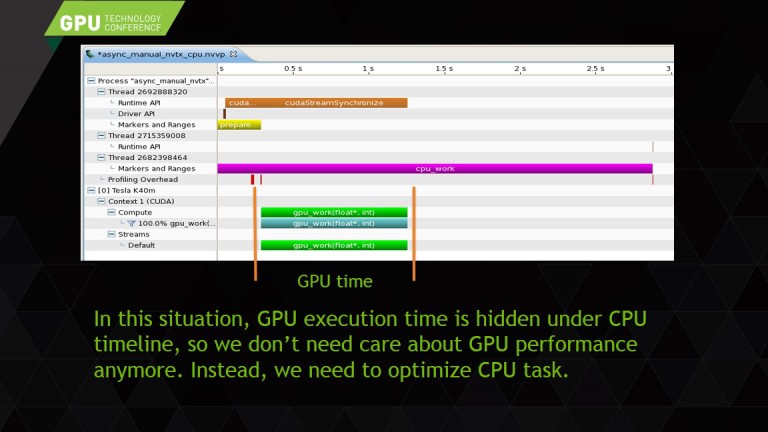 GPU TECHNOLOGY
CONFERENCE
*async_manual_nvtx_cpu.nvvp
s 0.5 s 1 s 1.5 s 2 s 2.5 s 3
Process "async_manual_nvtx"...
Thread 2692888320
Runtime API cuda... cudaStreamSynchronize
Driver API
Markers and Ranges prepare...
Thread 2715359008
Runtime API
Thread 2682398464
Markers and Ranges cpu_work
Profiling Overhead
[0] Tesla K40m
Context 1 (CUDA)
Compute gpu_work(float*, int)
100.0% gpu_work(... gpu_work(float*, int)
Streams
Default gpu_work(float*, int)
GPU time
In this situation, GPU execution time is hidden under CPU
timeline, so we don't need care about GPU performance
anymore. Instead, we need to optimize CPU task.